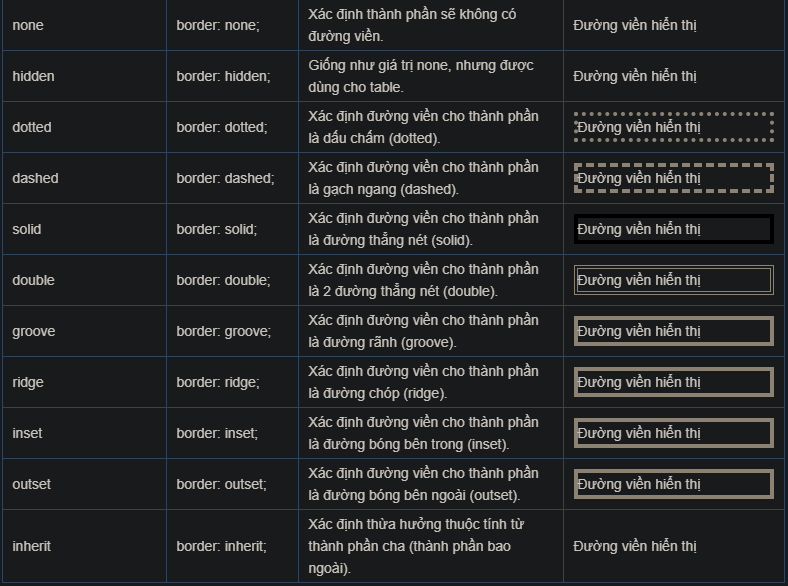 none
border: none;
Xác định thành phần sẽ không có
đường viền.
Đường viền hiển thị
hidden
border: hidden;
Giống như giá trị none, nhưng được
dùng cho table.
Đường viền hiển thị
dotted
border: dotted;
Xác định đường viền cho thành phần
là dấu chấm (dotted).
Đường viền hiển thị
dashed
border: dashed;
Xác định đường viền cho thành phần
là gạch ngang (dashed).
Đường viền hiển thị
solid
border: solid;
Xác định đường viền cho thành phần
là đường thẳng nét (solid).
Đường viền hiển thị
double
border: double;
Xác định đường viền cho thành phần
là 2 đường thẳng nét (double).
Đường viền hiển thị
groove
border: groove;
Xác định đường viền cho thành phần
là đường rãnh (groove).
Đường viền hiển thị
ridge
border: ridge;
Xác định đường viền cho thành phần
là đường chóp (ridge).
Đường viền hiển thị
inset
border: inset;
Xác định đường viền cho thành phần
là đường bóng bên trong (inset).
Đường viền hiển thị
outset
border: outset;
Xác định đường viền cho thành phần
là đường bóng bên ngoài (outset).
Đường viền hiển thị
inherit
border: inherit;
Xác định thừa hưởng thuộc tính từ
thành phần cha (thành phần bao
ngoài).
Đường viền hiển thị